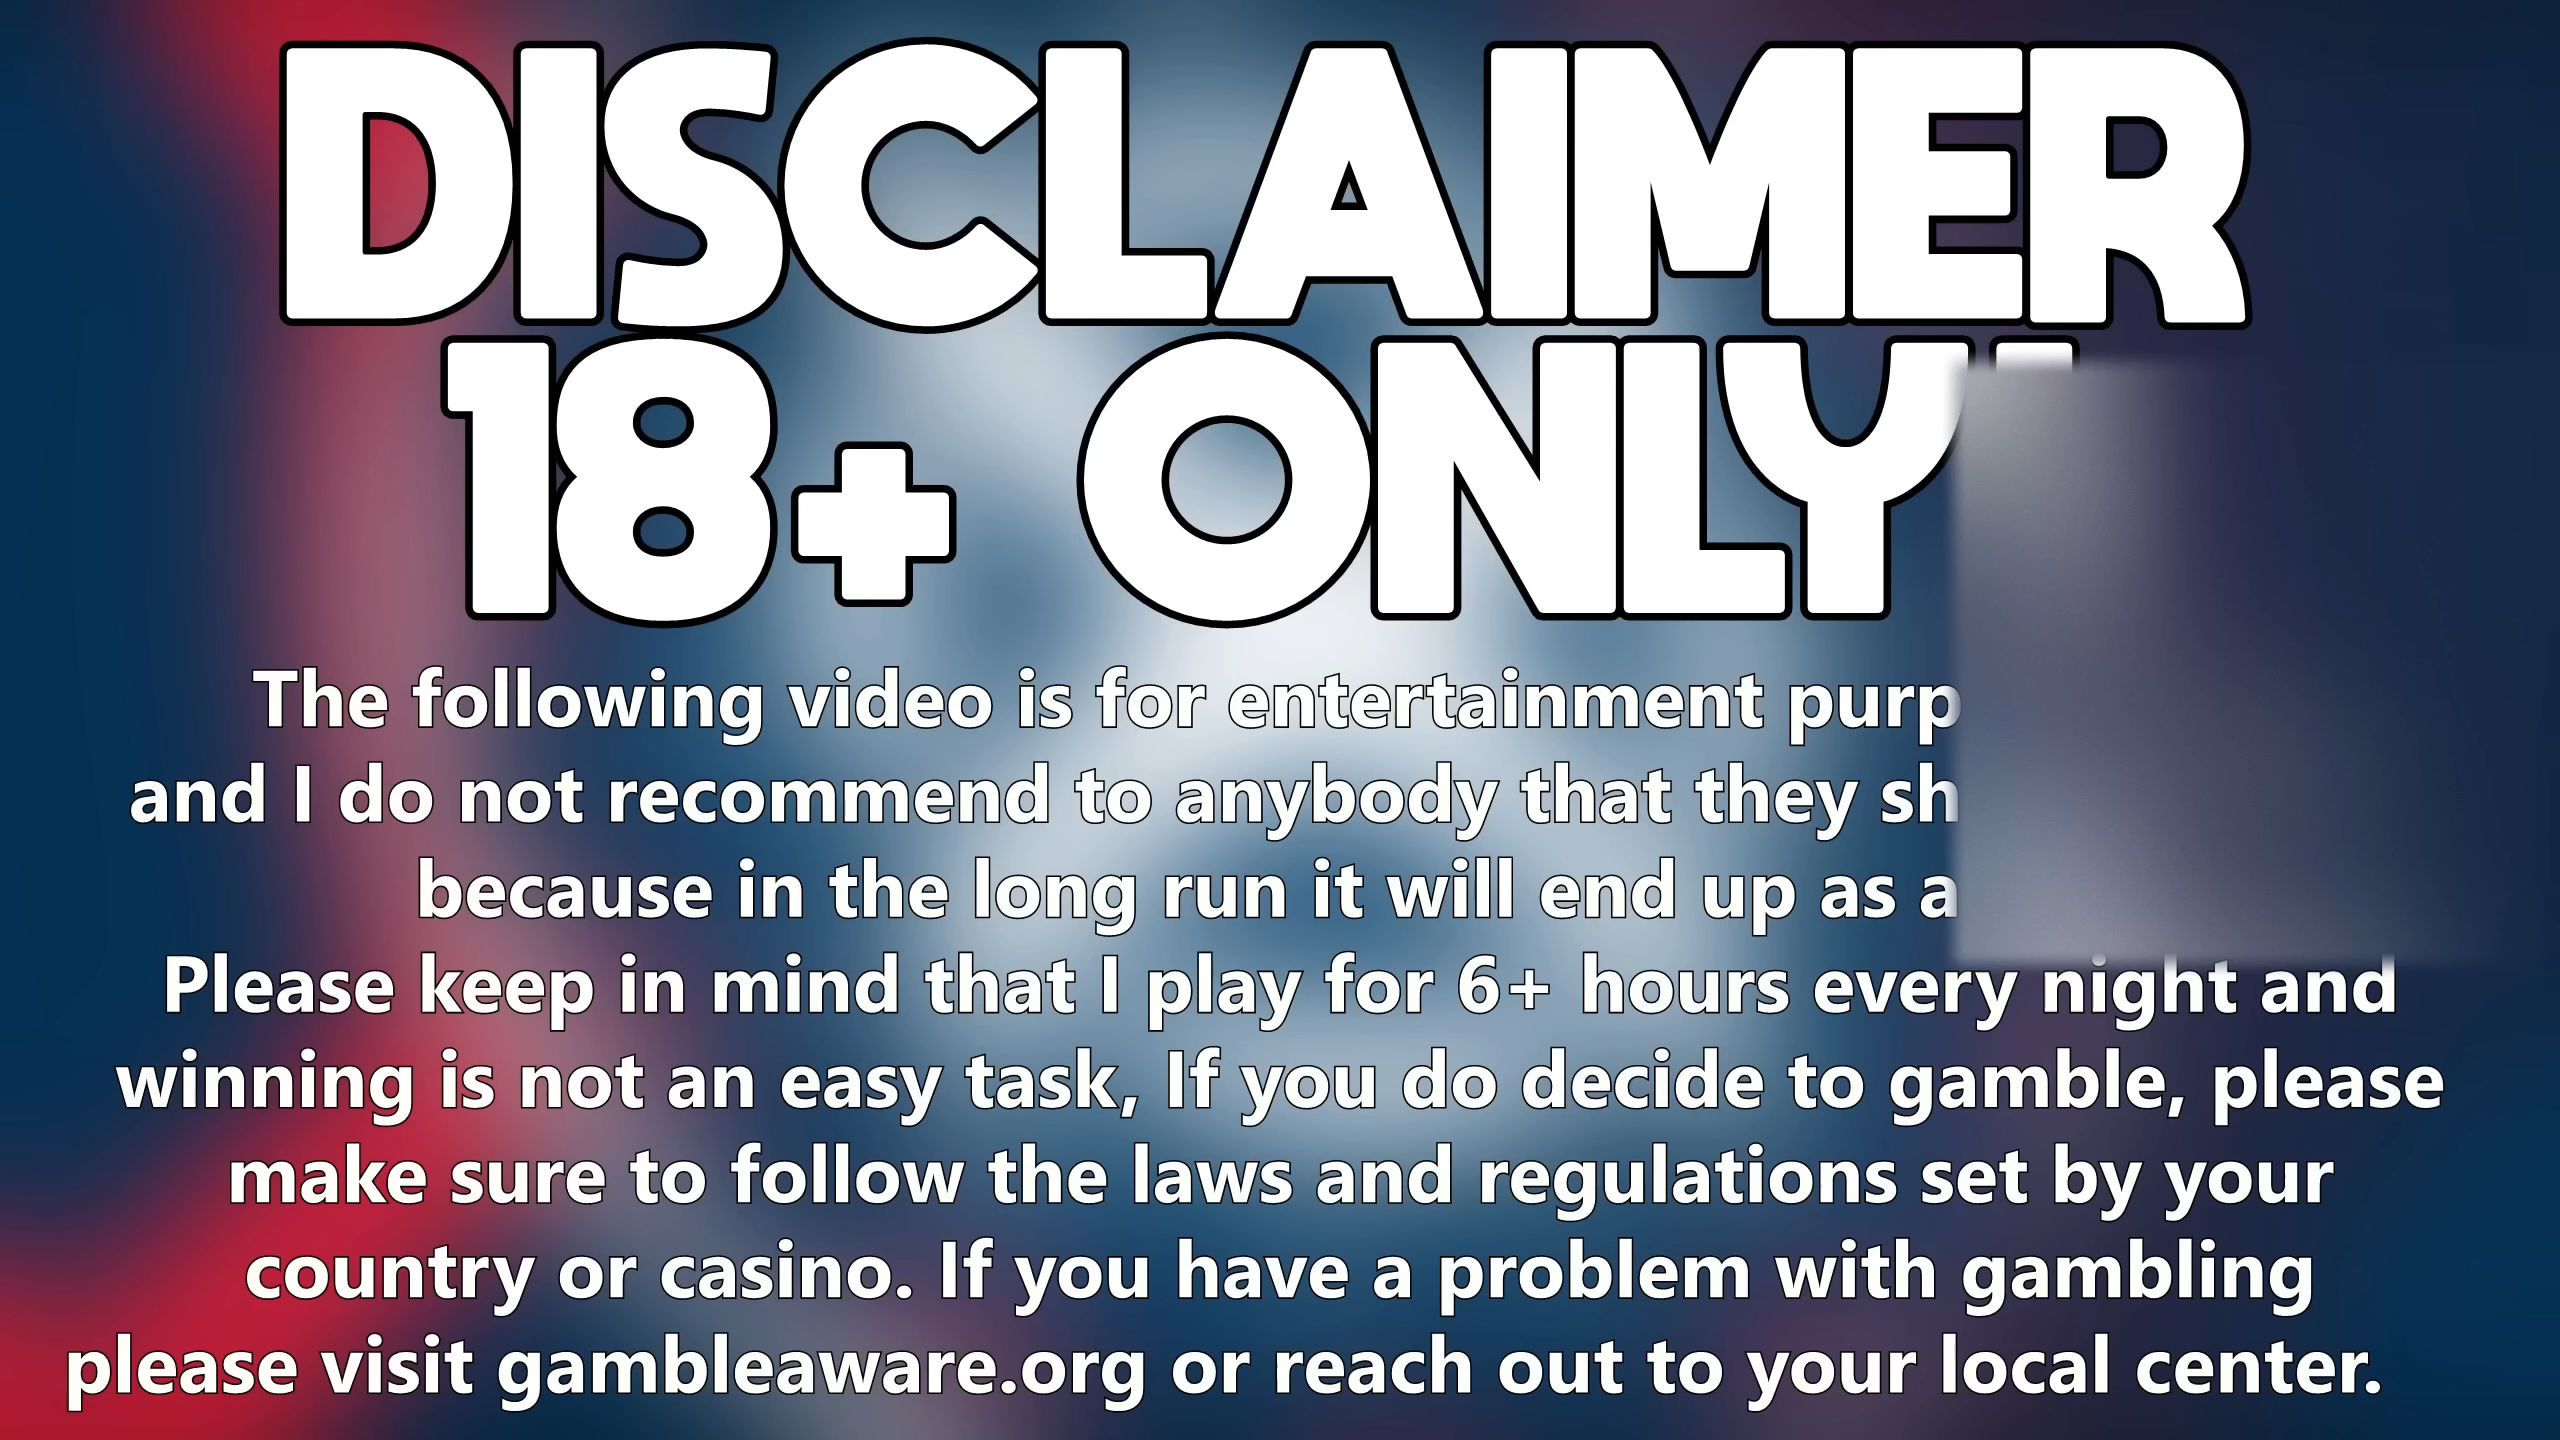 DISCLAIMER
18+ ONLY
The following video is for entertainment
and I do not recommend to anybody that they
because in the long run it will end up as
Please keep in mind that I play for 6+ hours every night and
winning is not an easy task, If you do decide to gamble, please
make sure to follow the laws and regulations set by your
country or casino. If you have a problem with gambling
please visit gambleaware.org or reach out to your local center.